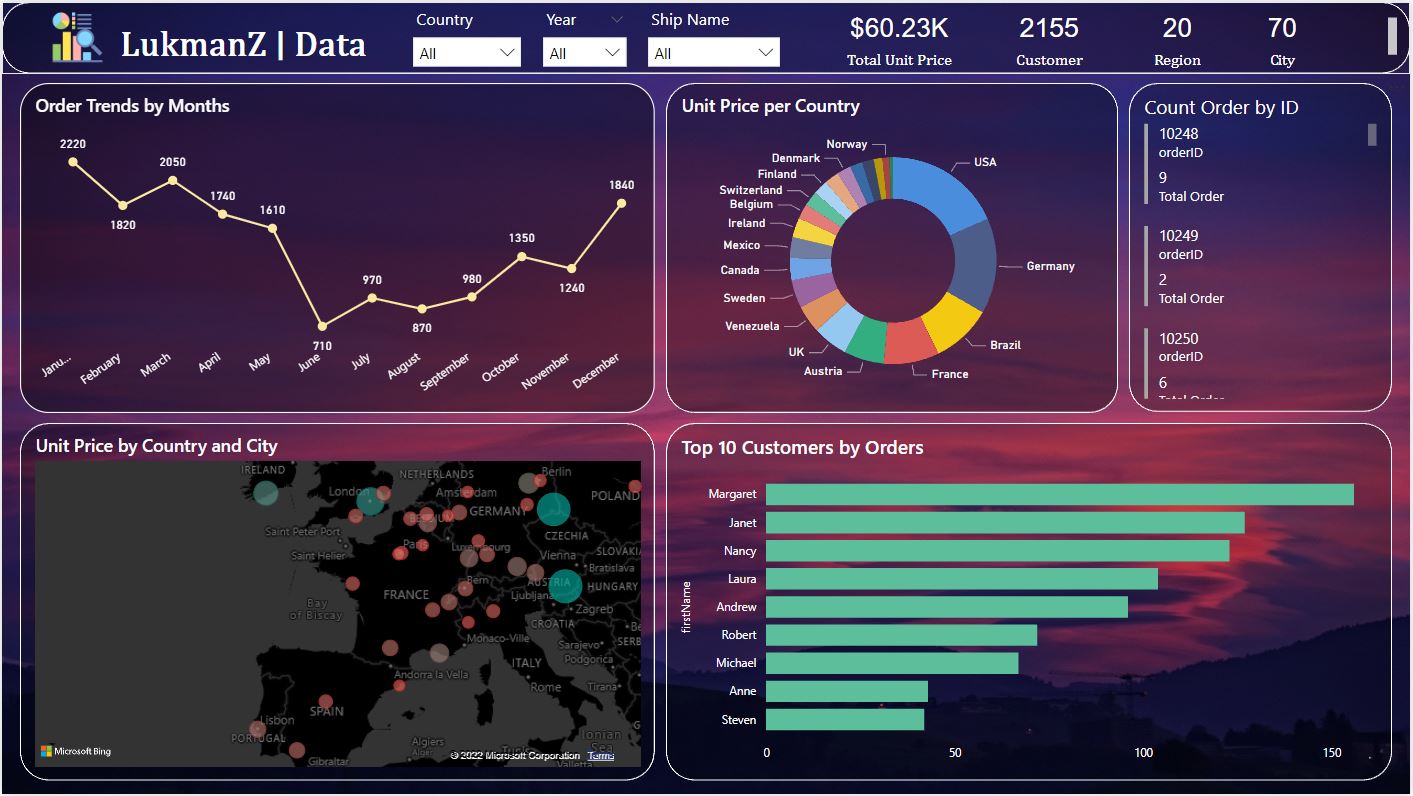 LukmanZ | Data
Country
All
Year
All
Ship Name
All
$60.23K
Total Unit Price
2155
Customer
20
Region
70
City
Order Trends by Months
2220
1820
2050
1740
1610
710
970
870
980
1350
1240
1840
Janu...
February
March
April
May
June
July
August
September
October
November
December
Unit Price per Country
Norway
Denmark
Finland
Switzerland
Belgium
Ireland
Mexico
Canada
Sweden
Venezuela
UK
Austria
France
Brazil
Germany
USA
Count Order by ID
10248
orderID
9
Total Order
10249
orderID
2
Total Order
10250
orderID
6
Total Order
Unit Price by Country and City
IRELAND
NETHERLANDS
Berlin
London
Amsterdam
POLAND
BELGIUM
GERMANY
Saint Peter Port
CZECHIA
Saint Helier
Paris
Luxembourg
Vienna
SLOVAKIA
Bratislava
Bern
AUSTRIA
HUNGARY
FRANCE
Ljubljana
Bay
of Biscay
Zagreb
CROATIA
Monaco-Ville
Sarajevo
SERB
ITALY
Podgorica
Andorra la Vella
Rome
Tirana
SPAIN
Lisbon
PORTUGAL
Ionian
Sea
Algiers
Alger
Tunis
Gibraltar
Valletta
Microsoft Bing
© 2022 Microsoft Corporation Terms
Top 10 Customers by Orders
firstName
Margaret
Janet
Nancy
Laura
Andrew
Robert
Michael
Anne
Steven
0
50
100
150